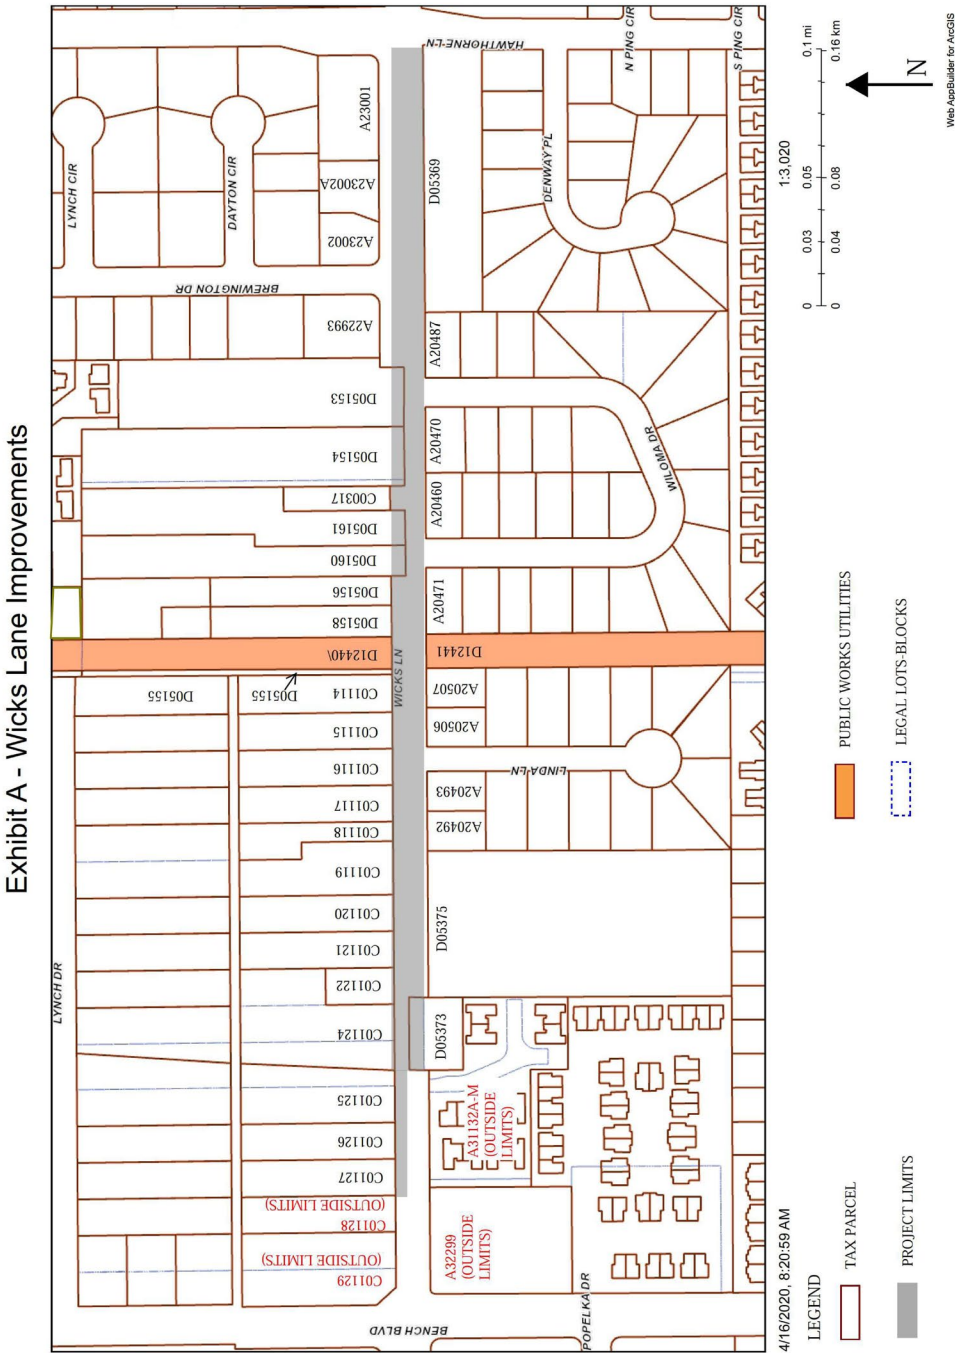 Exhibit A - Wicks Lane Improvements
LYNCH DR
LYNCH CIR
DAYTON CIR
BREWINGTON DR
HAWTHORNE LN
N PING CIR
S PING CIR
DENWAY PL
WILOMA DR
WICKS LN
LINDA LN
POPELKA DR
BENCH BLVD
C01129
(OUTSIDE LIMITS)
C01128
(OUTSIDE LIMITS)
C01127
C01126
C01125
C01124
C01122
C01121
C01120
C01119
C01118
C01117
C01116
C01115
C01114
D05155
D05155
D12440\
D05158
D05156
D05160
D05161
C00317
D05154
D05153
A22993
A23002
A23002A
A23001
A32299
(OUTSIDE
LIMITS)
A31132A-M
(OUTSIDE
LIMITS)
D05373
D05375
A20492
A20493
A20506
A20507
D12441
A20471
A20460
A20470
A20487
D05369
4/16/2020, 8:20:59 AM
1:3,020
0 0.03 0.05 0.1 mi
0 0.04 0.08 0.16 km
N
Web AppBuilder for ArcGIS
LEGEND
TAX PARCEL
PROJECT LIMITS
PUBLIC WORKS UTILITIES
LEGAL LOTS-BLOCKS